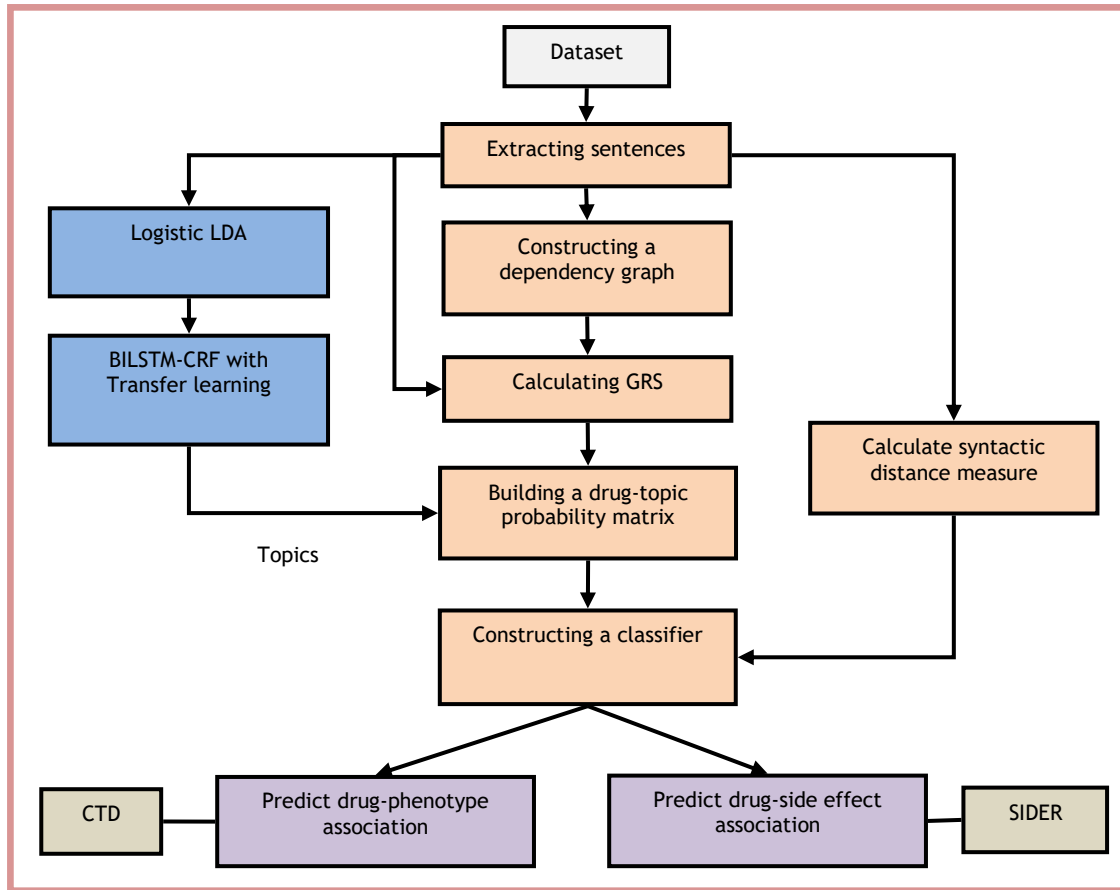 Dataset
Extracting sentences
Logistic LDA
Constructing a
dependency graph
BILSTM-CRF with
Transfer learning
Calculating GRS
Calculate syntactic
distance measure
Building a drug-topic
probability matrix
Topics
Constructing a classifier
CTD
Predict drug-phenotype
association
Predict drug-side effect
association
SIDER